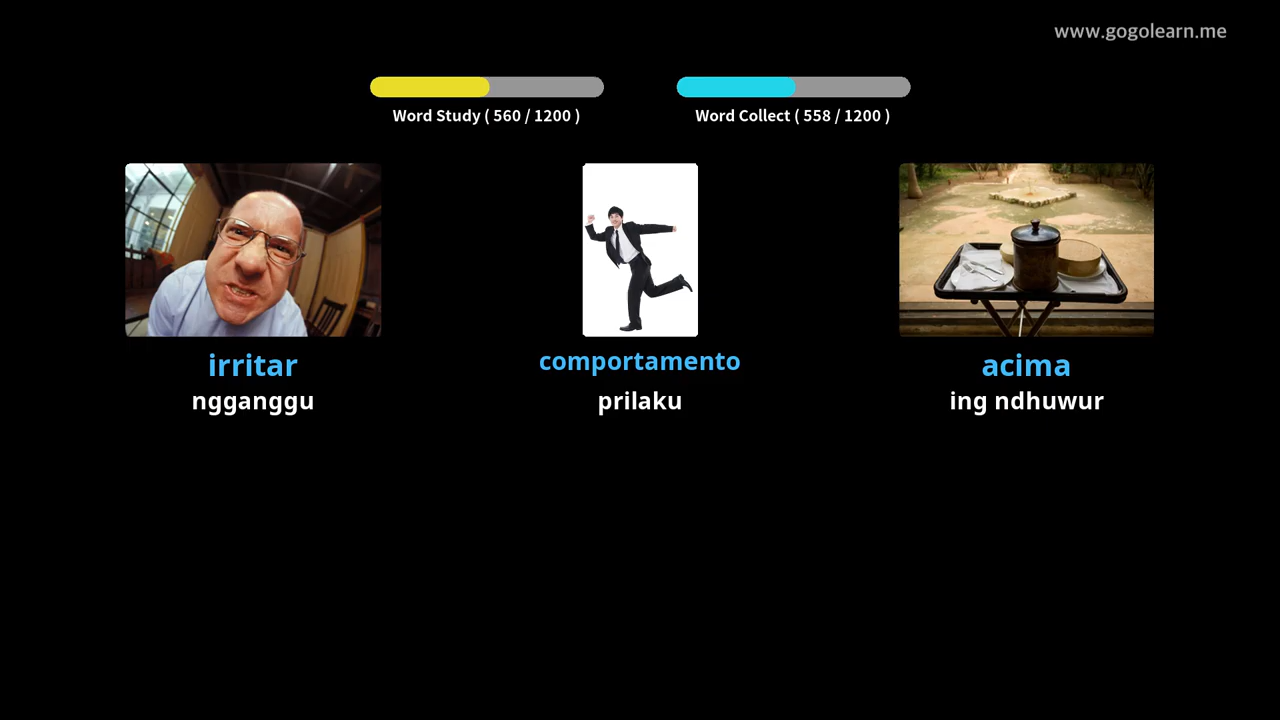 www.gogolearn.me
Word Study ( 560 / 1200 )
Word Collect ( 558 / 1200 )
irritar
ngganggu
comportamento
prilaku
acima
ing ndhuwur